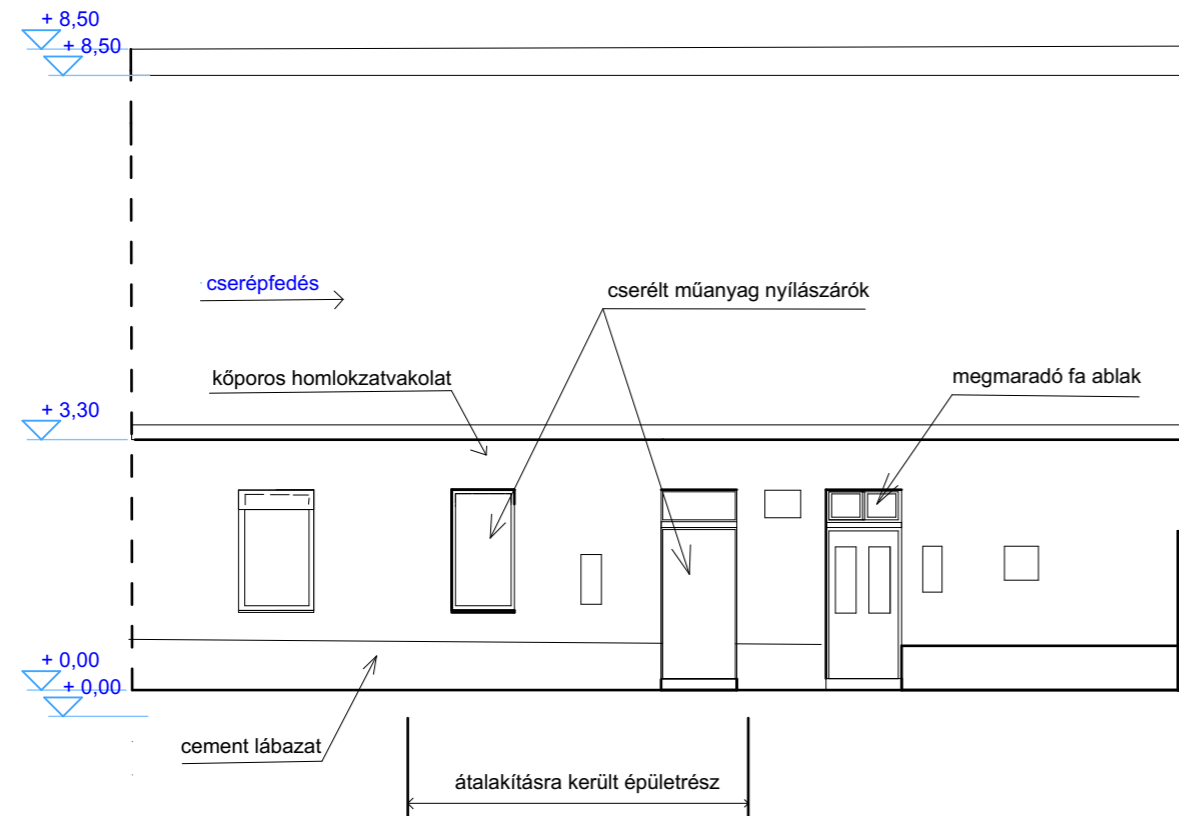 + 8,50
+ 8,50
cserépfedés
cserélt műanyag nyílászárók
kőporos homlokzatvakolat
megmaradó fa ablak
+ 3,30
+ 0,00
+ 0,00
cement lábazat
átalakításra került épületrész